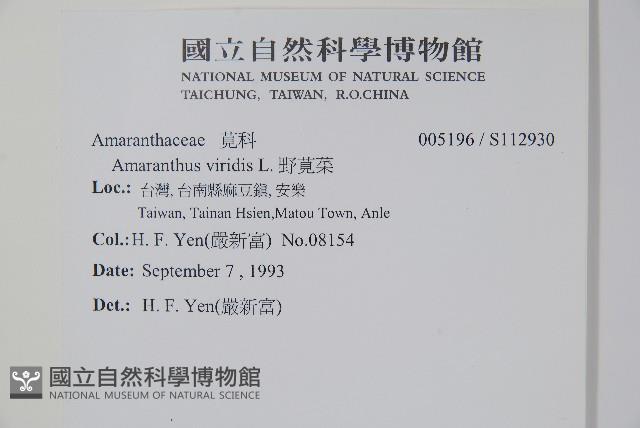 國立自然科學博物館
NATIONAL MUSEUM OF NATURAL SCIENCE
TAICHUNG, TAIWAN, R.O.CHINA
Amaranthaceae 莧科 005196 / S112930
Amaranthus viridis L. 野莧菜
Loc.: 台灣, 台南縣麻豆鎮, 安樂
Taiwan, Tainan Hsien,Matou Town, Anle
Col.: H. F. Yen(嚴新富) No.08154
Date: September 7 , 1993
Det.: H. F. Yen(嚴新富)
國立自然科學博物館
NATIONAL MUSEUM OF NATURAL SCIENCE